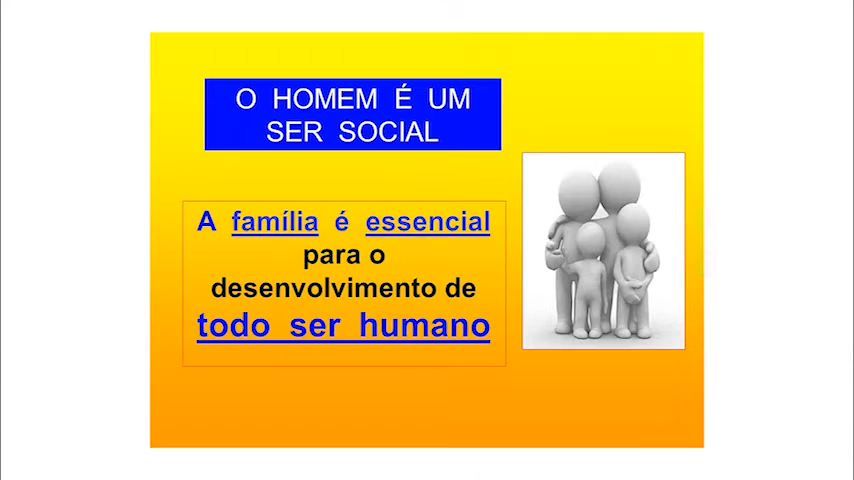 O HOMEM É UM
SER SOCIAL
A família é essencial
para o
desenvolvimento de
todo ser humano